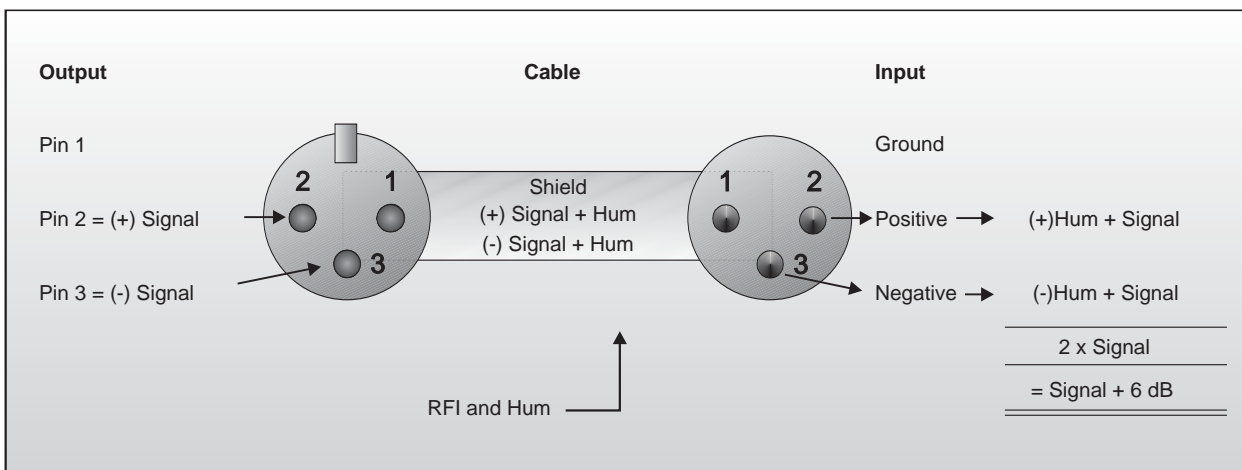 Output
Cable
Input
Pin 1
Ground
2
1
1
2
Shield
Pin 2 = (+) Signal
(+) Signal + Hum
Positive
(+)Hum + Signal
(-) Signal + Hum
3
3
Pin 3 = (-) Signal
Negative
(-)Hum + Signal
2 x Signal
= Signal + 6 dB
RFI and Hum